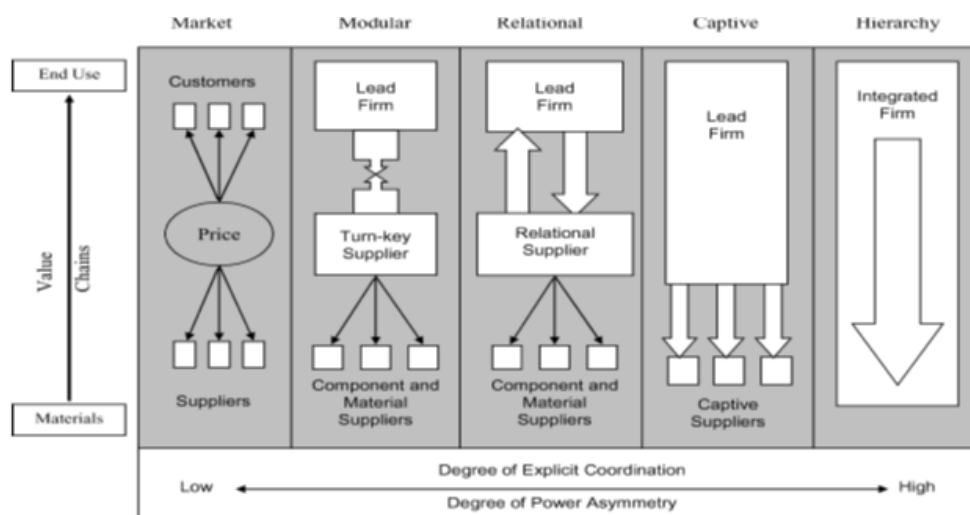 Market
Modular
Relational
Captive
Hierarchy
End Use
Value
Chains
Materials
Customers
Price
Suppliers
Lead
Firm
Turn-key
Supplier
Component and
Material
Suppliers
Lead
Firm
Relational
Supplier
Component and
Material
Suppliers
Lead
Firm
Captive
Suppliers
Integrated
Firm
Degree of Explicit Coordination
Low
High
Degree of Power Asymmetry